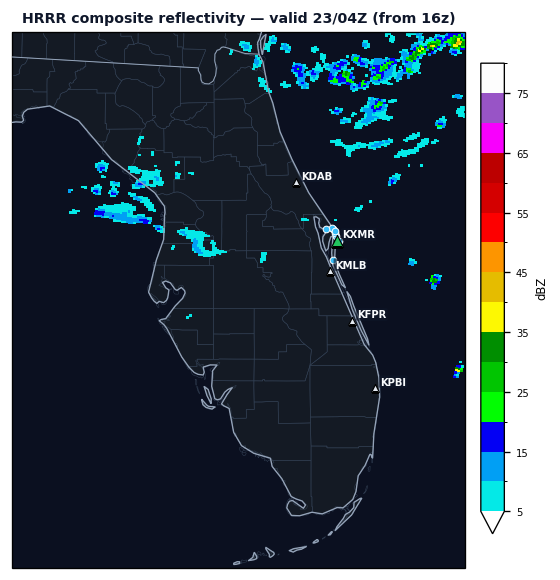 HRRR composite reflectivity — valid 23/04Z (from 16z)
KDAB
KXMR
KMLB
KFPR
KPBI
75
65
55
45
35
25
15
5
dBZ